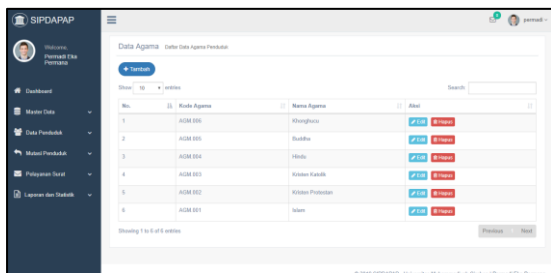 SIPDAPAP
permadi
Welcome,
Permadi Eka
Permana
Dashboard
Master Data
Data Penduduk
Mutasi Penduduk
Pelayanan Surat
Laporan dan Statistik
Data Agama Daftar Data Agama Penduduk
+ Tambah
Show 10 entries
Search:
No. Kode Agama Nama Agama Aksi
1 AGM.006 Khonghucu Edit Hapus
2 AGM.005 Buddha Edit Hapus
3 AGM.004 Hindu Edit Hapus
4 AGM.003 Kristen Katolik Edit Hapus
5 AGM.002 Kristen Protestan Edit Hapus
6 AGM.001 Islam Edit Hapus
Showing 1 to 6 of 6 entries
Previous Next